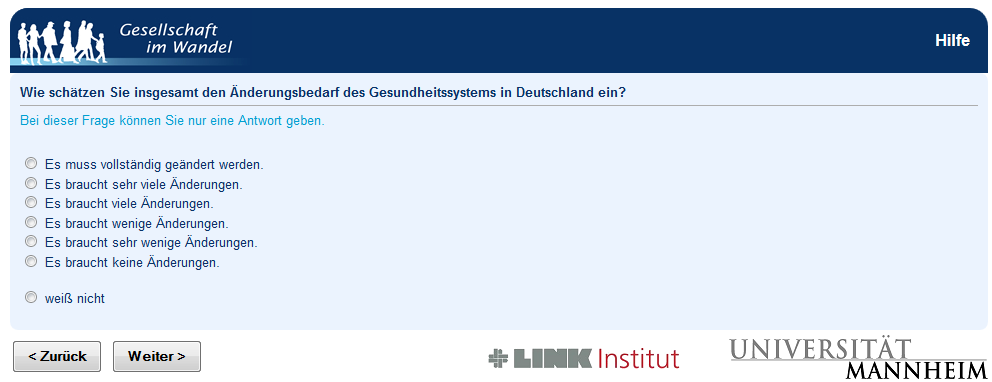 Gesellschaft
im Wandel
Hilfe
Wie schätzen Sie insgesamt den Änderungsbedarf des Gesundheitssystems in Deutschland ein?
Bei dieser Frage können Sie nur eine Antwort geben.
Es muss vollständig geändert werden.
Es braucht sehr viele Änderungen.
Es braucht viele Änderungen.
Es braucht wenige Änderungen.
Es braucht sehr wenige Änderungen.
Es braucht keine Änderungen.
weiß nicht
< Zurück Weiter >
LINK Institut
UNIVERSITÄT
MANNHEIM